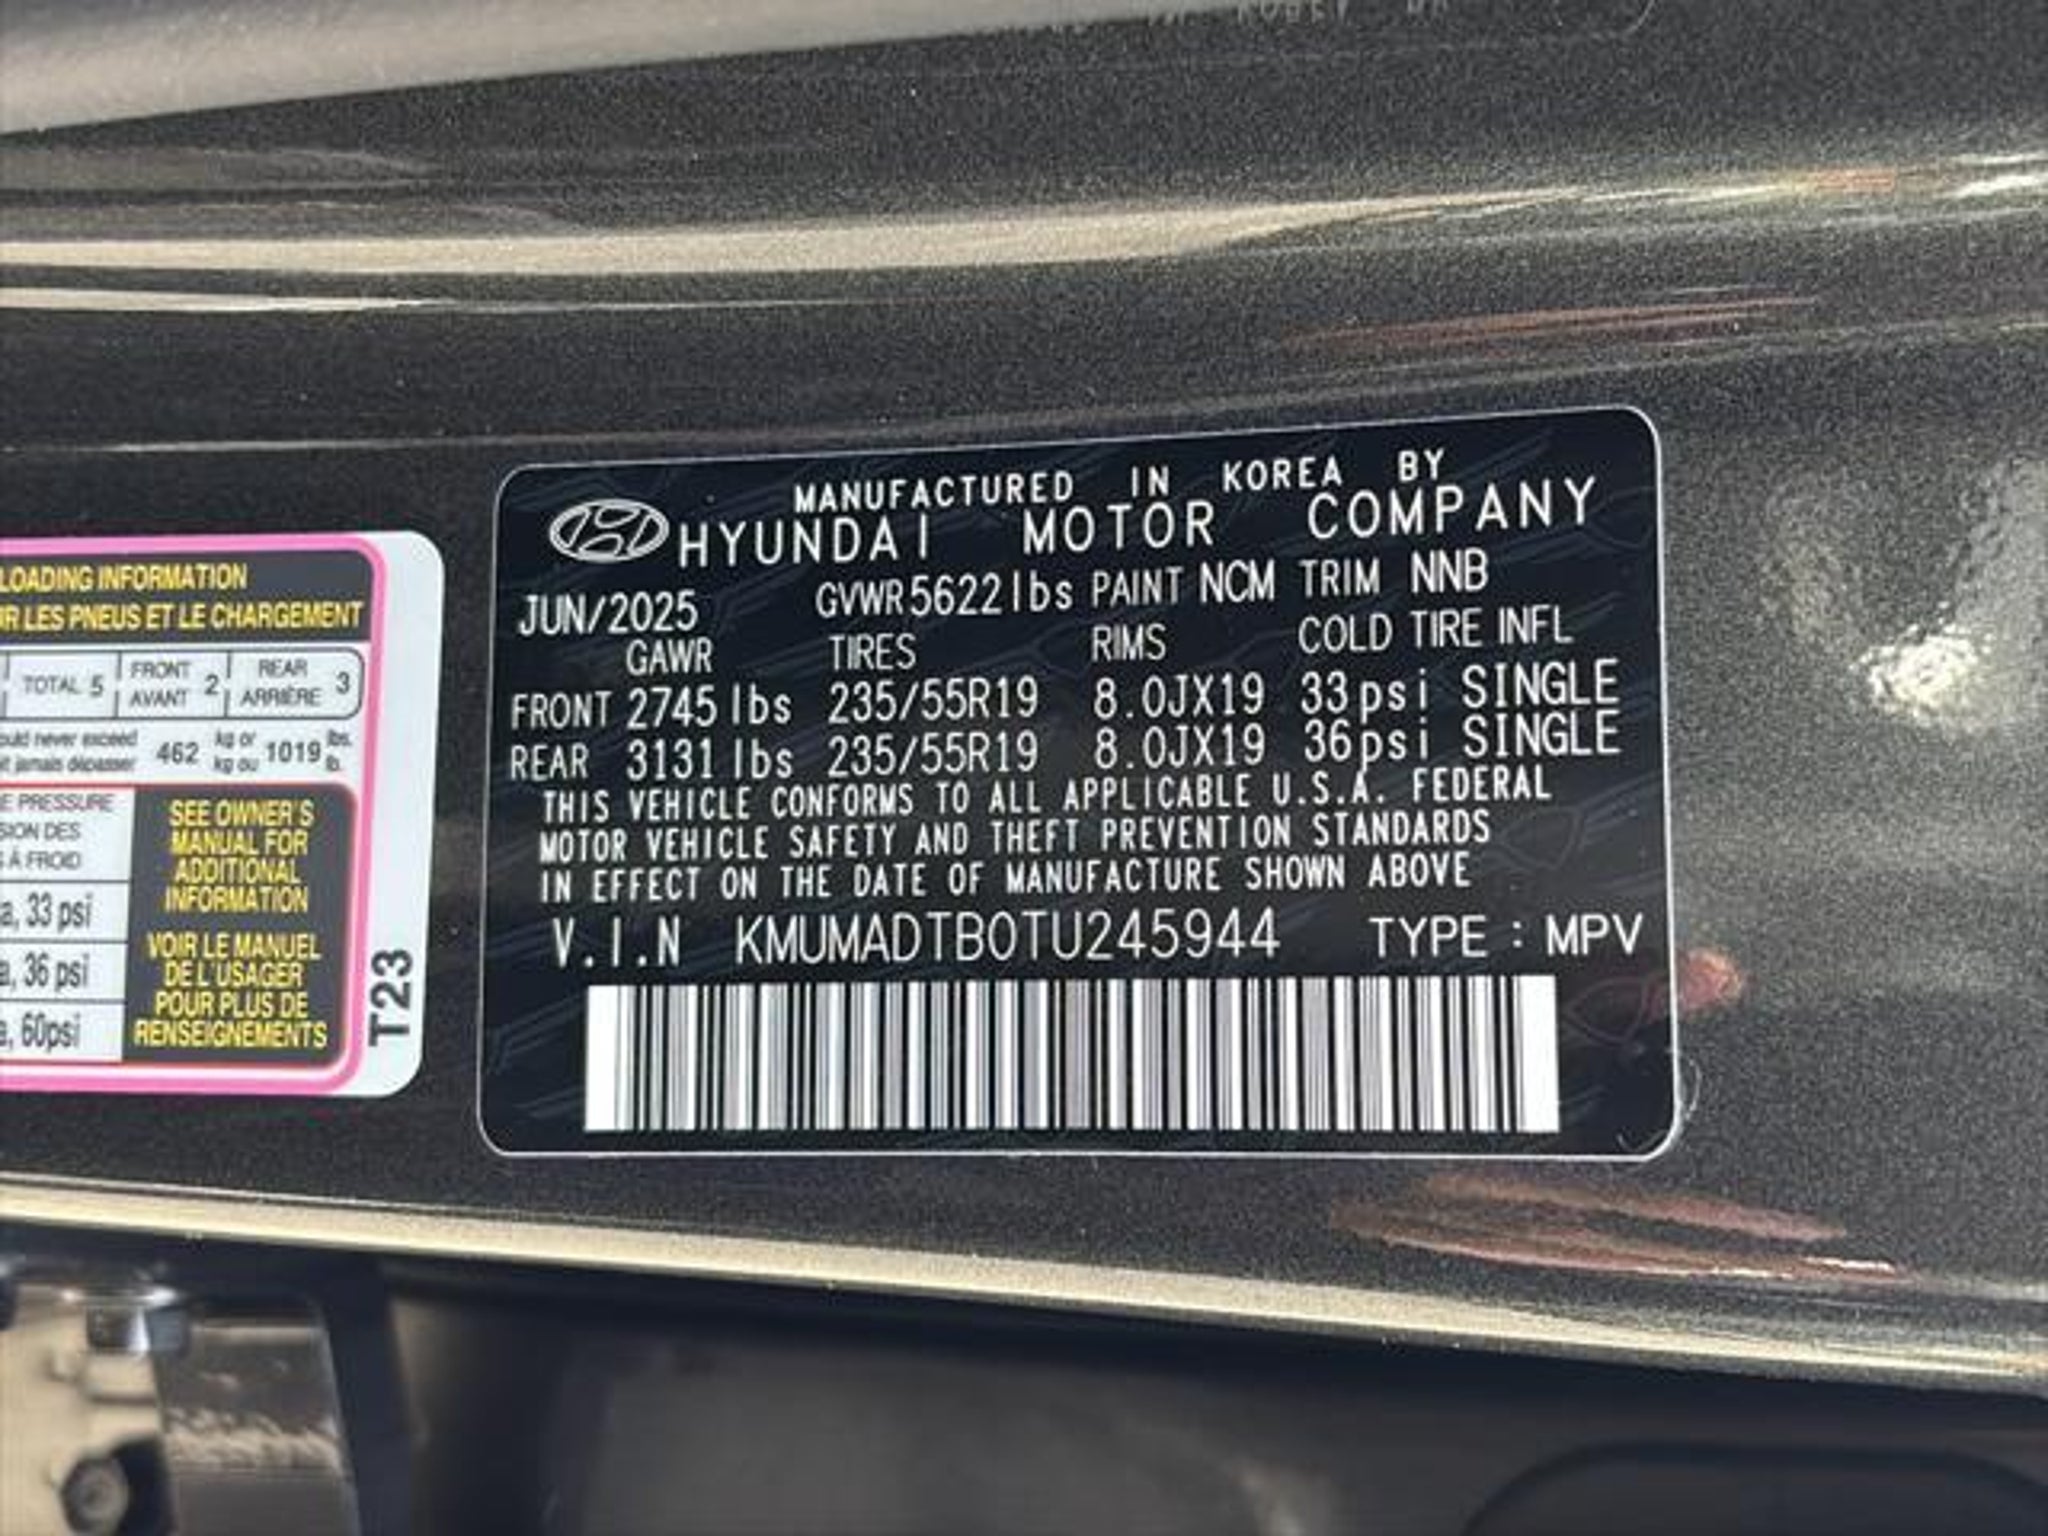 LOADING INFORMATION
R LES PNEUS ET LE CHARGEMENT
TOTAL 5 FRONT AVANT 2 REAR ARRIÈRE 3
never exceed 462 kg or 1019 lbs.
jamais dépasser kg ou lb.
PRESSURE
DES
À FROID
33 psi
36 psi
60psi
SEE OWNER'S
MANUAL FOR
ADDITIONAL
INFORMATION
VOIR LE MANUEL
DE L'USAGER
POUR PLUS DE
RENSEIGNEMENTS
T23
MANUFACTURED IN KOREA BY
HYUNDAI MOTOR COMPANY
JUN/2025 GVWR 5622lbs PAINT NCM TRIM NNB
GAWR TIRES RIMS COLD TIRE INFL
FRONT 2745 lbs 235/55R19 8.0JX19 33psi SINGLE
REAR 3131 lbs 235/55R19 8.0JX19 36psi SINGLE
THIS VEHICLE CONFORMS TO ALL APPLICABLE U.S.A. FEDERAL
MOTOR VEHICLE SAFETY AND THEFT PREVENTION STANDARDS
IN EFFECT ON THE DATE OF MANUFACTURE SHOWN ABOVE
V.I.N KMUMADTB0TU245944 TYPE : MPV